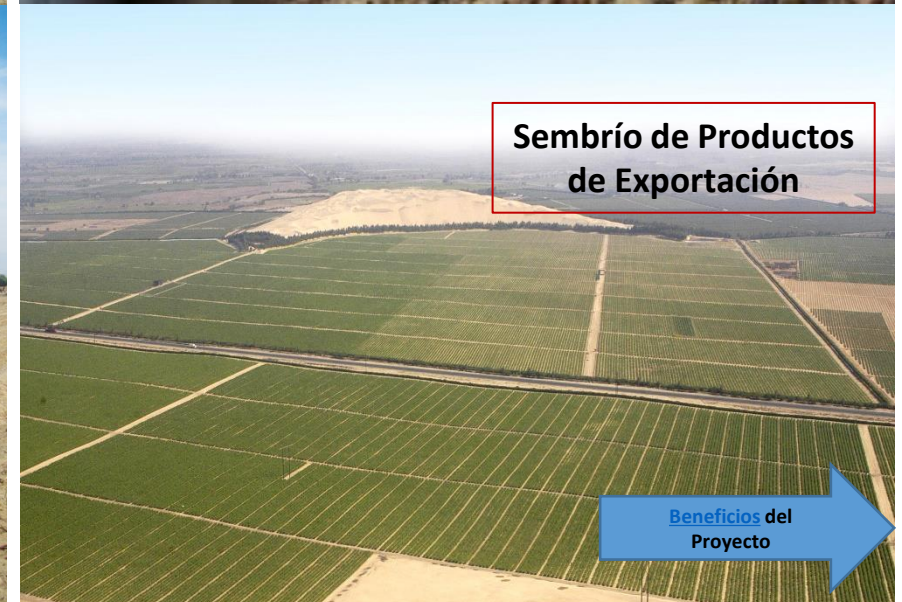 Sembrío de Productos
de Exportación
Beneficios del
Proyecto